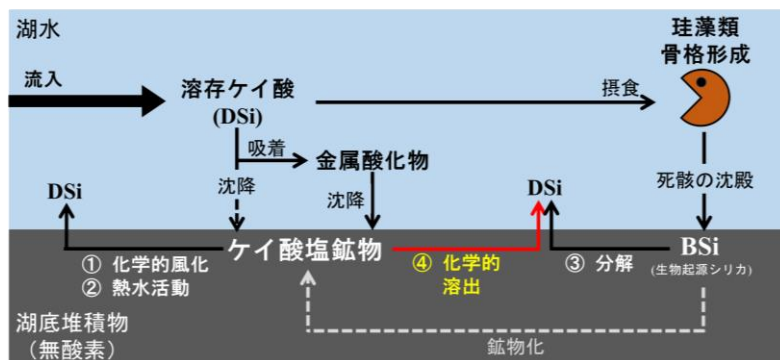 湖水
珪藻類
骨格形成
流入
溶存ケイ酸
(DSi)
摂食
吸着
金属酸化物
沈降
沈降
死骸の沈殿
DSi
DSi
ケイ酸塩鉱物
① 化学的風化
② 熱水活動
④ 化学的
溶出
③ 分解
BSi
(生物起源シリカ)
湖底堆積物
(無酸素)
鉱物化